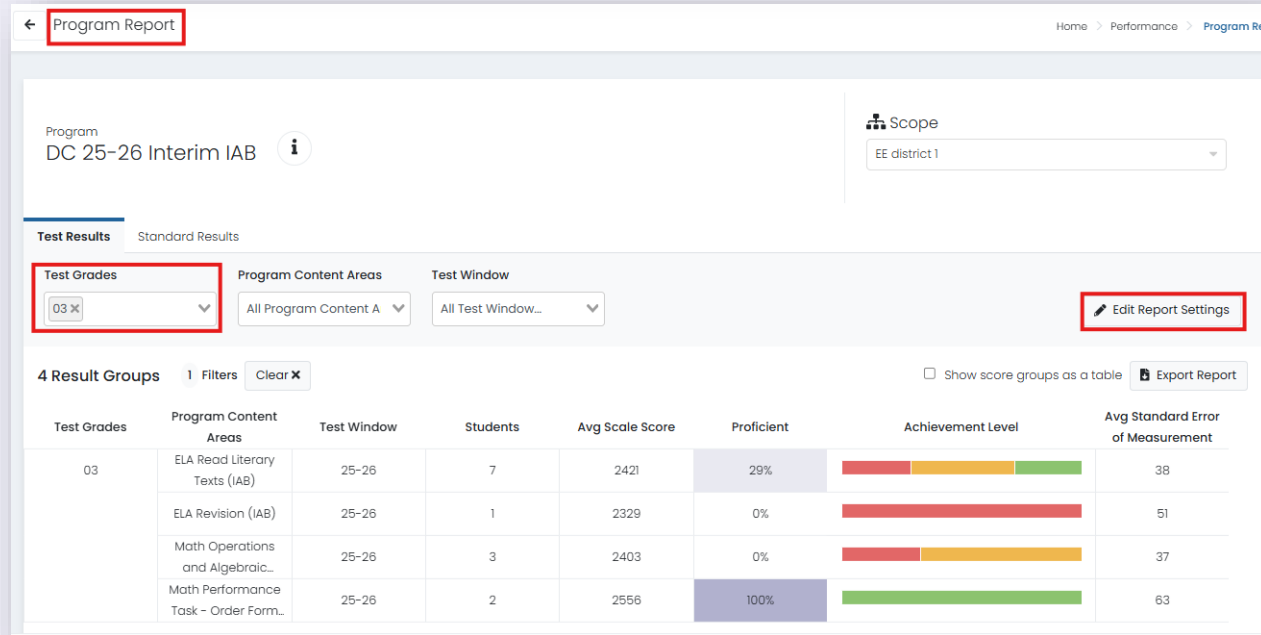 Program Report
Home > Performance > Program Re
Program
DC 25-26 Interim IAB
i
Scope
EE district 1
Test Results
Standard Results
Test Grades
Program Content Areas
Test Window
03 ×
All Program Content A
All Test Window...
Edit Report Settings
4 Result Groups
1 Filters
Clear ×
Show score groups as a table
Export Report
Test Grades
Program Content
Areas
Test Window
Students
Avg Scale Score
Proficient
Achievement Level
Avg Standard Error
of Measurement
03
ELA Read Literary
Texts (IAB)
25-26
7
2421
29%
38
ELA Revision (IAB)
25-26
1
2329
0%
51
Math Operations
and Algebraic...
25-26
3
2403
0%
37
Math Performance
Task - Order Form...
25-26
2
2556
100%
63